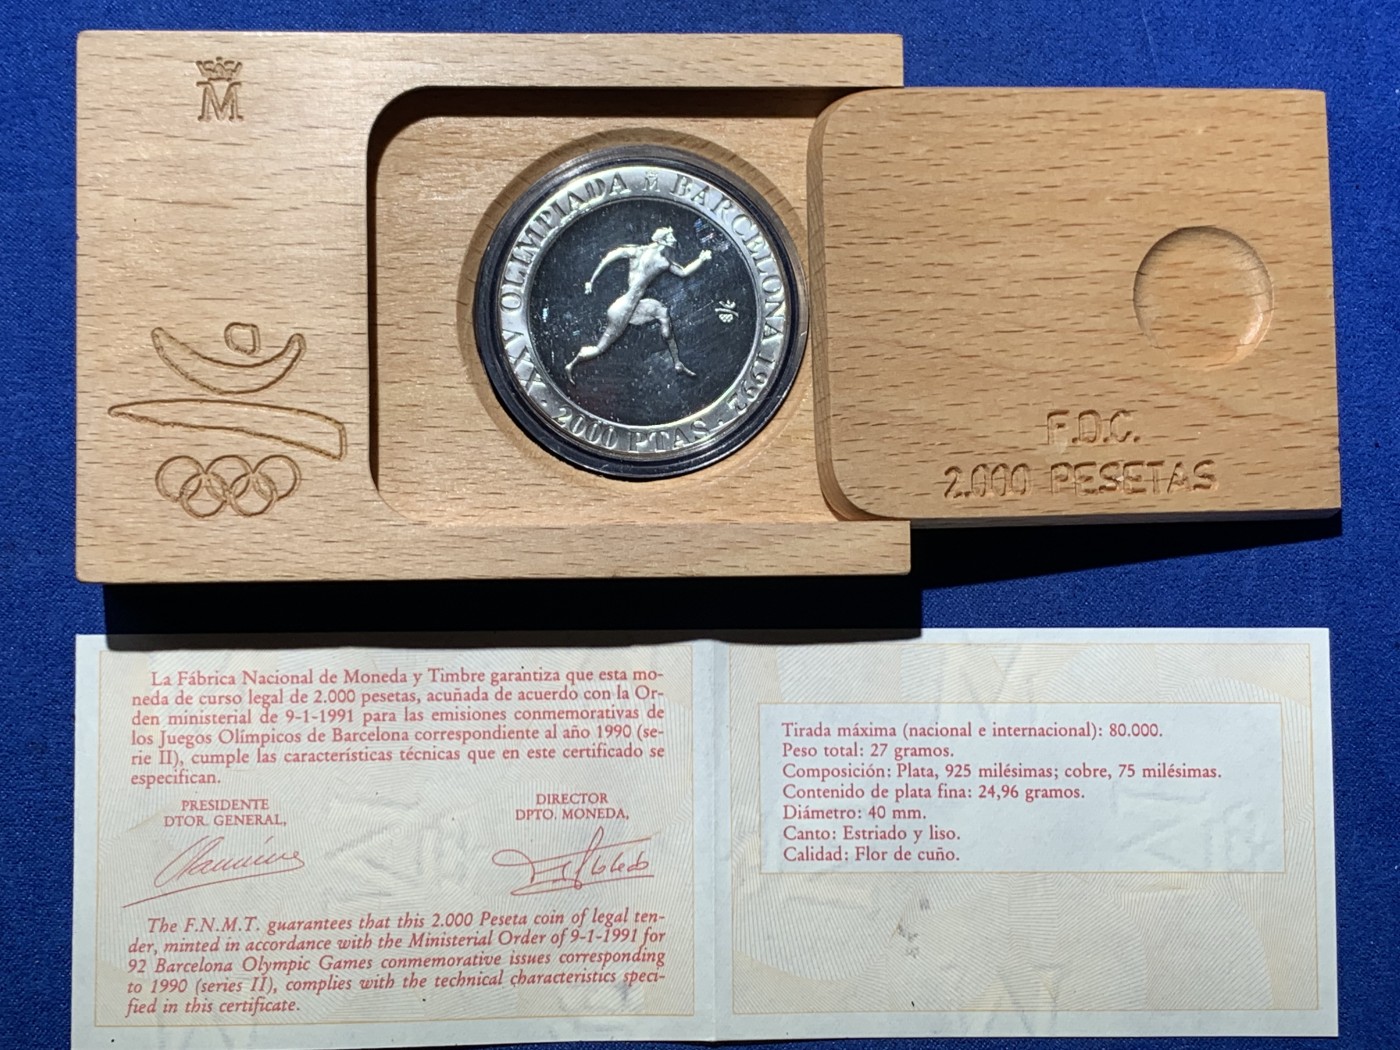 M
XXV OLIMPIADA M BARCELONA 1992
· 2000 PTAS ·
F.D.C.
2.000 PESETAS
La Fábrica Nacional de Moneda y Timbre garantiza que esta mo-
neda de curso legal de 2.000 pesetas, acuñada de acuerdo con la Or-
den ministerial de 9-1-1991 para las emisiones conmemorativas de
los Juegos Olímpicos de Barcelona correspondiente al año 1990 (se-
rie II), cumple las características técnicas que en este certificado se
especifican.
PRESIDENTE
DTOR. GENERAL,
DIRECTOR
DPTO. MONEDA,
The F.N.M.T. guarantees that this 2.000 Peseta coin of legal ten-
der, minted in accordance with the Ministerial Order of 9-1-1991 for
92 Barcelona Olympic Games conmemorative issues corresponding
to 1990 (series II), complies with the technical characteristics speci-
fied in this certificate.
Tirada máxima (nacional e internacional): 80.000.
Peso total: 27 gramos.
Composición: Plata, 925 milésimas; cobre, 75 milésimas.
Contenido de plata fina: 24,96 gramos.
Diámetro: 40 mm.
Canto: Estriado y liso.
Calidad: Flor de cuño.